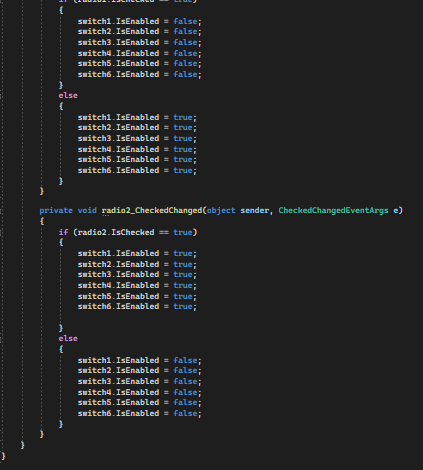 if (radio1.IsChecked == true)
{
switch1.IsEnabled = false;
switch2.IsEnabled = false;
switch3.IsEnabled = false;
switch4.IsEnabled = false;
switch5.IsEnabled = false;
switch6.IsEnabled = false;
}
else
{
switch1.IsEnabled = true;
switch2.IsEnabled = true;
switch3.IsEnabled = true;
switch4.IsEnabled = true;
switch5.IsEnabled = true;
switch6.IsEnabled = true;
}
}
private void radio2_CheckedChanged(object sender, CheckedChangedEventArgs e)
{
if (radio2.IsChecked == true)
{
switch1.IsEnabled = true;
switch2.IsEnabled = true;
switch3.IsEnabled = true;
switch4.IsEnabled = true;
switch5.IsEnabled = true;
switch6.IsEnabled = true;
}
else
{
switch1.IsEnabled = false;
switch2.IsEnabled = false;
switch3.IsEnabled = false;
switch4.IsEnabled = false;
switch5.IsEnabled = false;
switch6.IsEnabled = false;
}
}
}
}